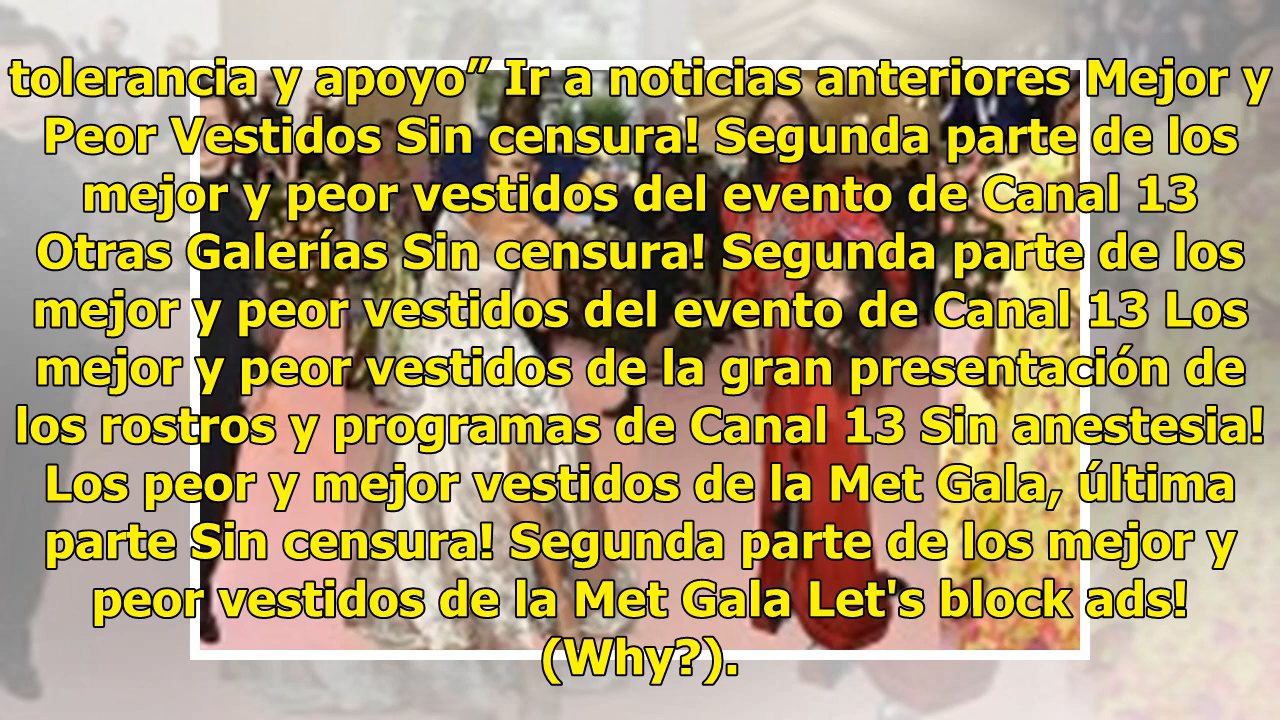 tolerancia y apoyo” Ir a noticias anteriores Mejor y
Peor Vestidos Sin censura! Segunda parte de los
mejor y peor vestidos del evento de Canal 13
Otras Galerías Sin censura! Segunda parte de los
mejor y peor vestidos del evento de Canal 13 Los
mejor y peor vestidos de la gran presentación de
los rostros y programas de Canal 13 Sin anestesia!
Los peor y mejor vestidos de la Met Gala, última
parte Sin censura! Segunda parte de los mejor y
peor vestidos de la Met Gala Let's block ads!
(Why?).